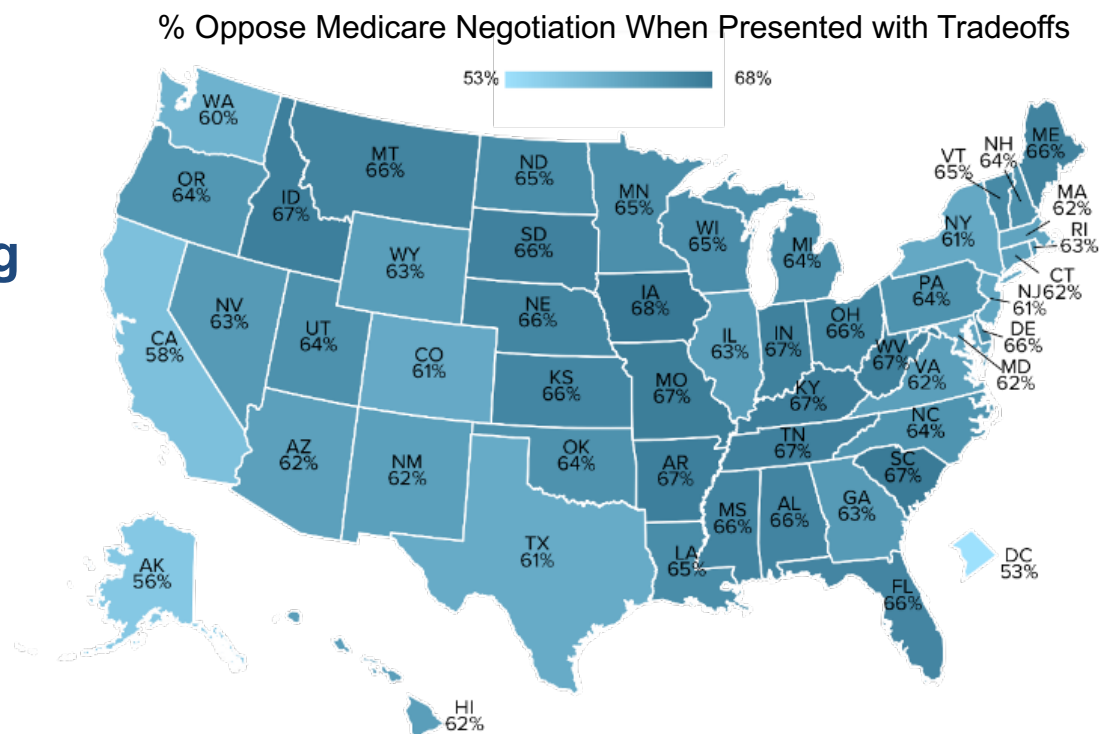 % Oppose Medicare Negotiation When Presented with Tradeoffs
53%
68%
g
WA
60%
OR
64%
ID
67%
MT
66%
ND
65%
MN
65%
WI
65%
MI
64%
VT
65%
NH
64%
ME
66%
MA
62%
RI
63%
CT
62%
NY
61%
NJ
61%
PA
64%
DE
66%
MD
62%
SD
66%
WY
63%
NE
66%
IA
68%
IL
63%
IN
67%
OH
66%
WV
67%
VA
62%
CA
58%
NV
63%
UT
64%
CO
61%
KS
66%
MO
67%
KY
67%
NC
64%
TN
67%
SC
67%
AZ
62%
NM
62%
OK
64%
AR
67%
MS
66%
AL
66%
GA
63%
TX
61%
LA
65%
FL
66%
DC
53%
AK
56%
HI
62%